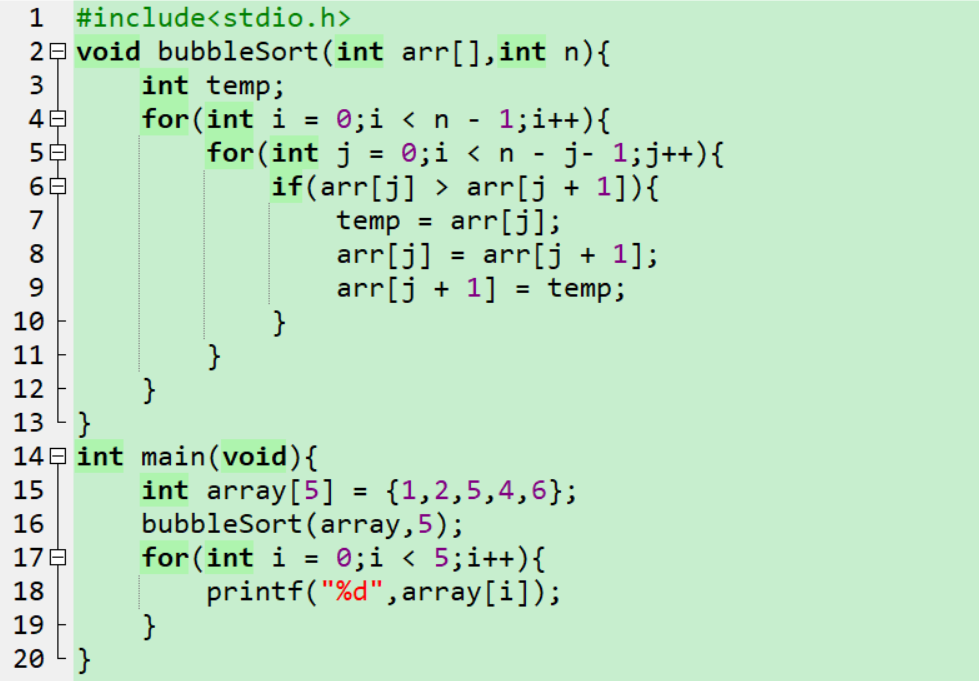 1 #include<stdio.h>
2 void bubbleSort(int arr[],int n){
3     int temp;
4     for(int i = 0;i < n - 1;i++){
5         for(int j = 0;i < n - j- 1;j++){
6             if(arr[j] > arr[j + 1]){
7                 temp = arr[j];
8                 arr[j] = arr[j + 1];
9                 arr[j + 1] = temp;
10             }
11         }
12     }
13 }
14 int main(void){
15     int array[5] = {1,2,5,4,6};
16     bubbleSort(array,5);
17     for(int i = 0;i < 5;i++){
18         printf("%d",array[i]);
19     }
20 }